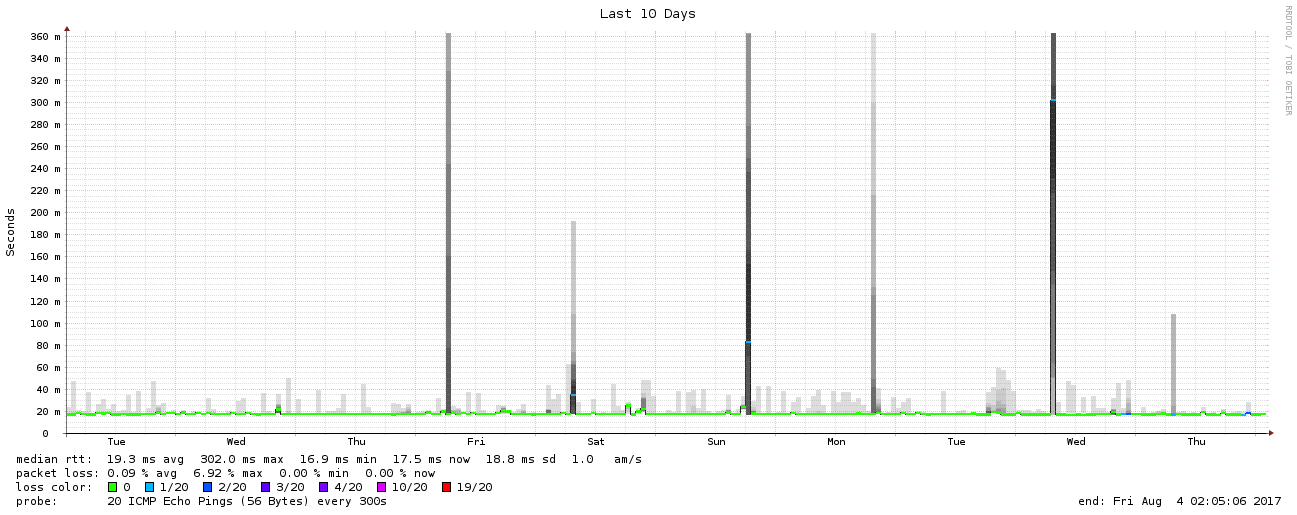 Last 10 Days
RRDTOOL / TOBI OETIKER
Seconds
360 m
340 m
320 m
300 m
280 m
260 m
240 m
220 m
200 m
180 m
160 m
140 m
120 m
100 m
80 m
60 m
40 m
20 m
0
Tue Wed Thu Fri Sat Sun Mon Tue Wed Thu
median rtt: 19.3 ms avg 302.0 ms max 16.9 ms min 17.5 ms now 18.8 ms sd 1.0 am/s
packet loss: 0.09 % avg 6.92 % max 0.00 % min 0.00 % now
loss color: 0 1/20 2/20 3/20 4/20 10/20 19/20
probe: 20 ICMP Echo Pings (56 Bytes) every 300s end: Fri Aug 4 02:05:06 2017